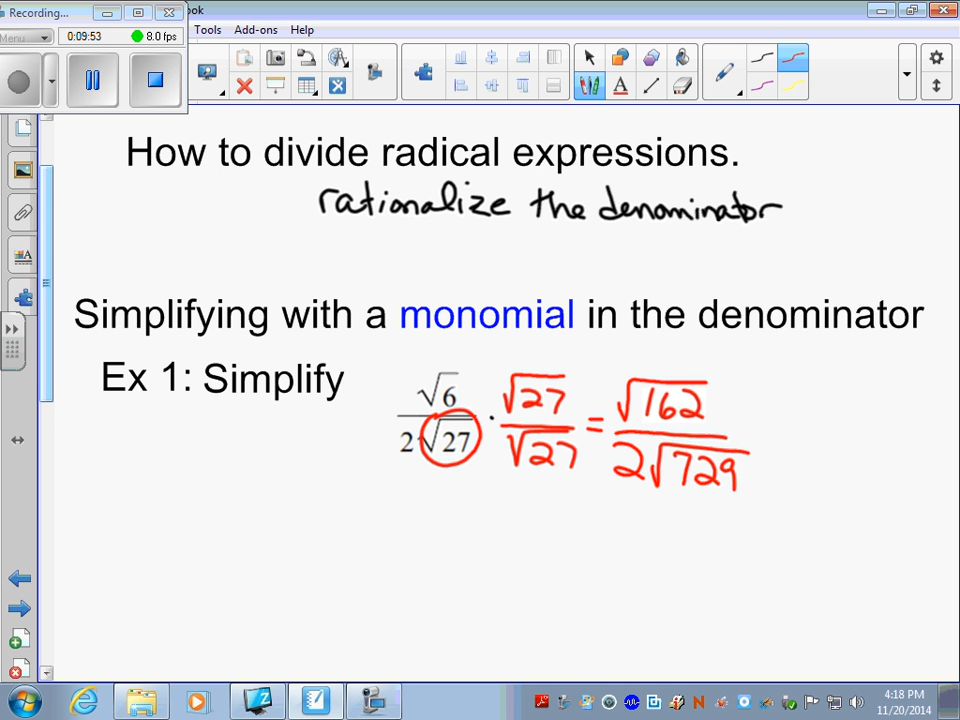 Recording...
ook
Menu
0:09:53
8.0 fps
Tools Add-ons Help
How to divide radical expressions.
rationalize the denominator
Simplifying with a monomial in the denominator
Ex 1: Simplify
√6 / 2√27 · √27 / √27 = √162 / 2√729
4:18 PM
11/20/2014